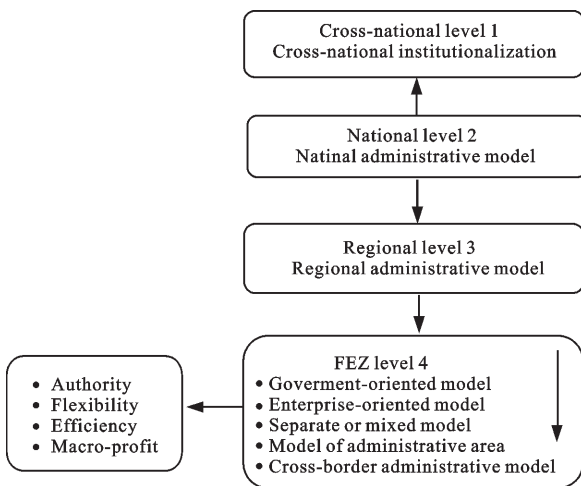 Cross-national level 1
Cross-national institutionalization
National level 2
Natinal administrative model
Regional level 3
Regional administrative model
FEZ level 4
• Goverment-oriented model
• Enterprise-oriented model
• Separate or mixed model
• Model of administrative area
• Cross-border administrative model
• Authority
• Flexibility
• Efficiency
• Macro-profit